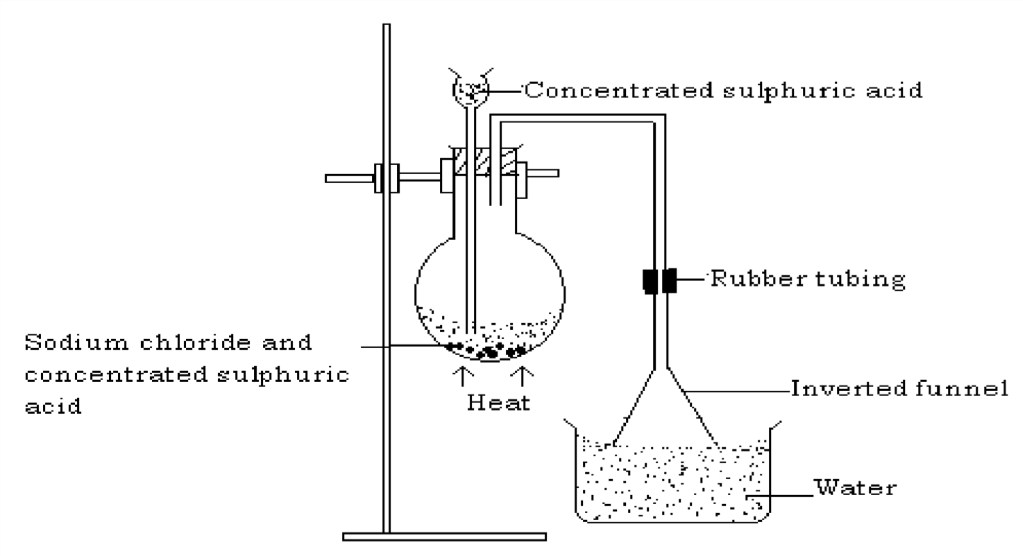 Concentrated sulphuric acid
Rubber tubing
Sodium chloride and
concentrated sulphuric
acid
Heat
Inverted funnel
Water